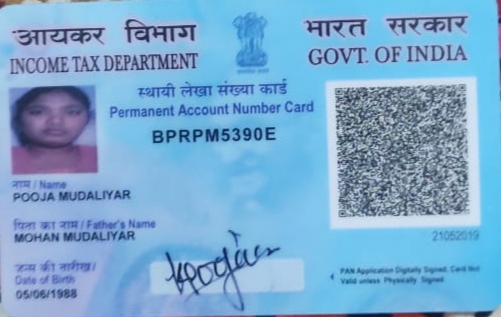 आयकर विभाग
INCOME TAX DEPARTMENT
भारत सरकार
GOVT. OF INDIA
स्थायी लेखा संख्या कार्ड
Permanent Account Number Card
BPRPM5390E
नाम / Name
POOJA MUDALIYAR
पिता का नाम / Father's Name
MOHAN MUDALIYAR
जन्म की तारीख/
Date of Birth
05/06/1988
21052019
PAN Application Digitally Signed. Card Not
Valid unless Physically Signed